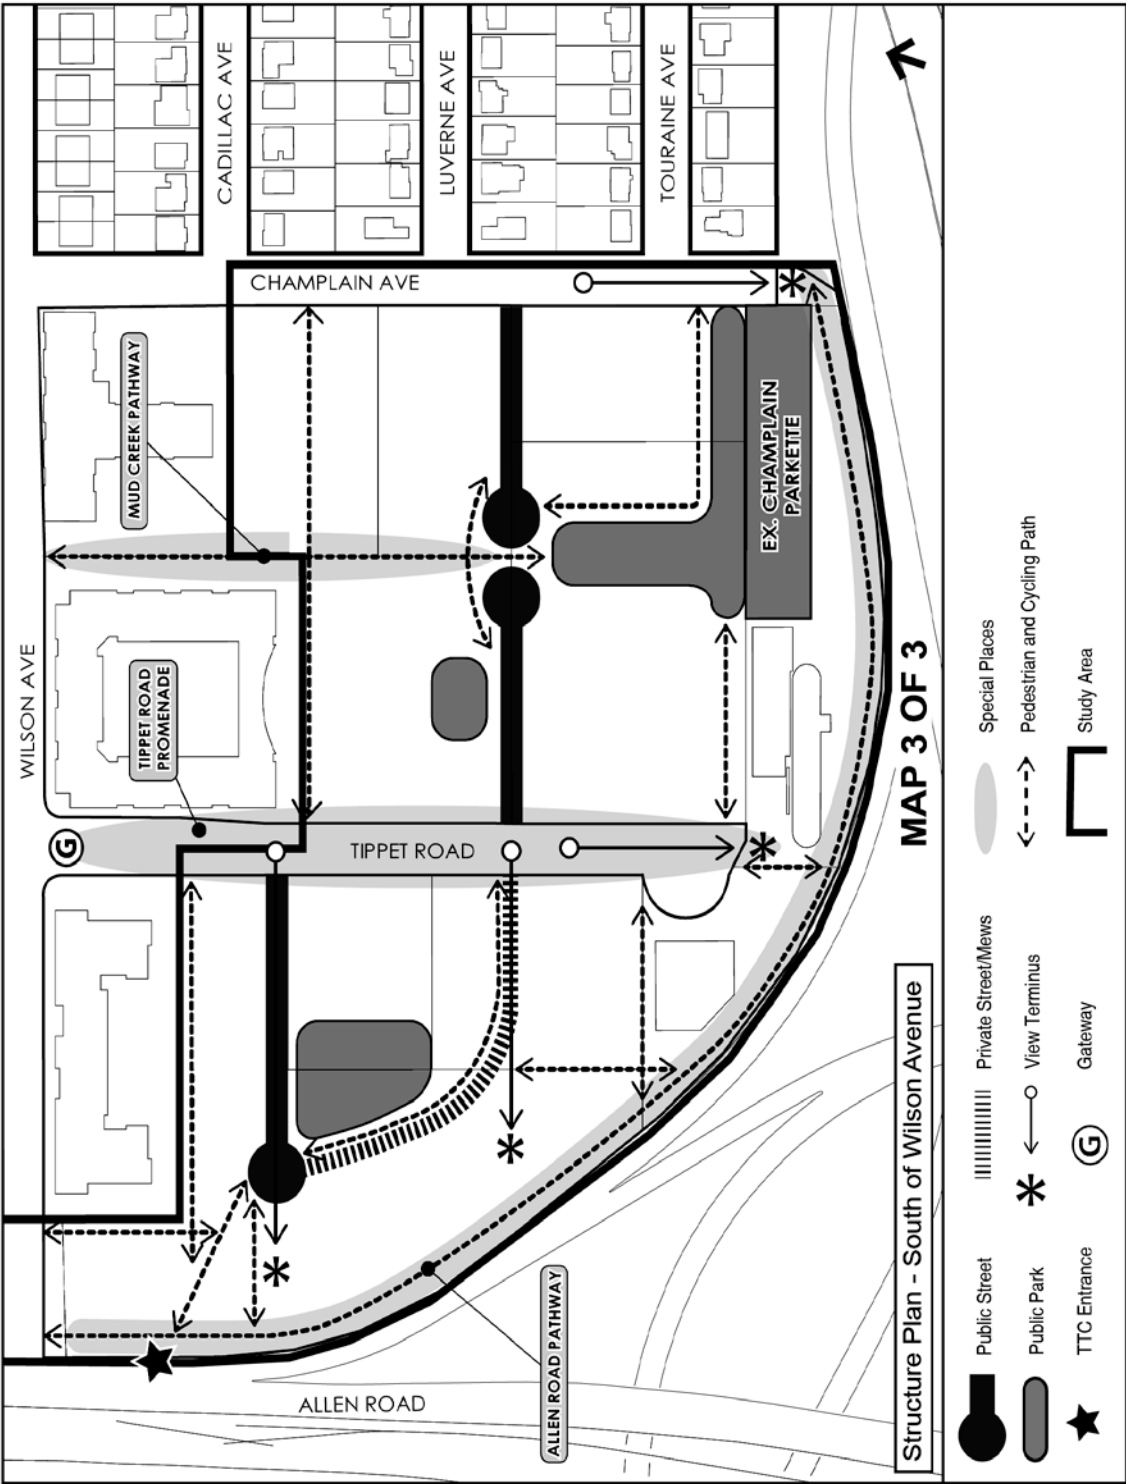 CADILLAC AVE
LUVERNE AVE
TOURAINE AVE
CHAMPLAIN AVE
MUD CREEK PATHWAY
EX. CHAMPLAIN
PARKETTE
WILSON AVE
TIPPET ROAD
PROMENADE
G
TIPPET ROAD
ALLEN ROAD PATHWAY
ALLEN ROAD
MAP 3 OF 3
Structure Plan - South of Wilson Avenue
Public Street
Private Street/Mews
Special Places
Public Park
View Terminus
Pedestrian and Cycling Path
TTC Entrance
G
Gateway
Study Area